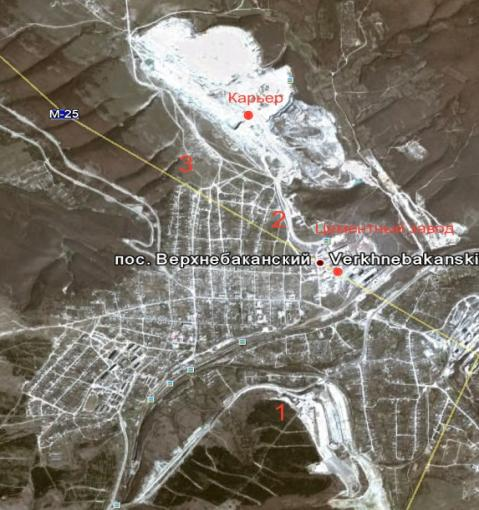 Карьер
М-25
3
2
Цементный завод
пос. Верхнебаканский
Verkhnebakanski
1